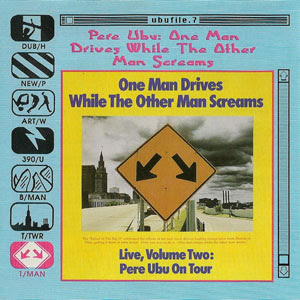 ubufile.7
Pere Ubu: One Man
Drives While The Other
Man Screams
DUB/H
NEW/P
ART/W
390/U
B/MAN
T/TWR
1/MAN
One Man Drives
While The Other Man Screams
Live, Volume Two:
Pere Ubu On Tour